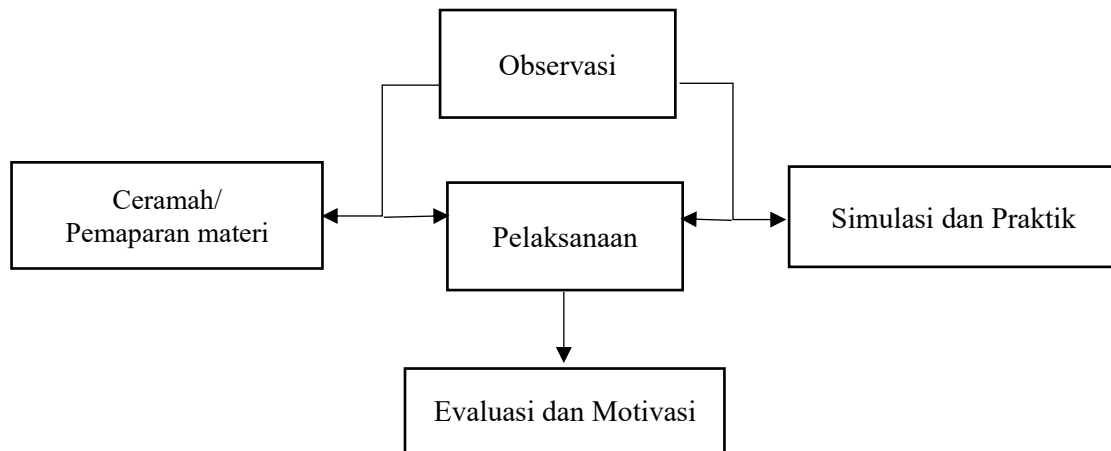 Observasi
Ceramah/
Pemaparan materi
Pelaksanaan
Simulasi dan Praktik
Evaluasi dan Motivasi